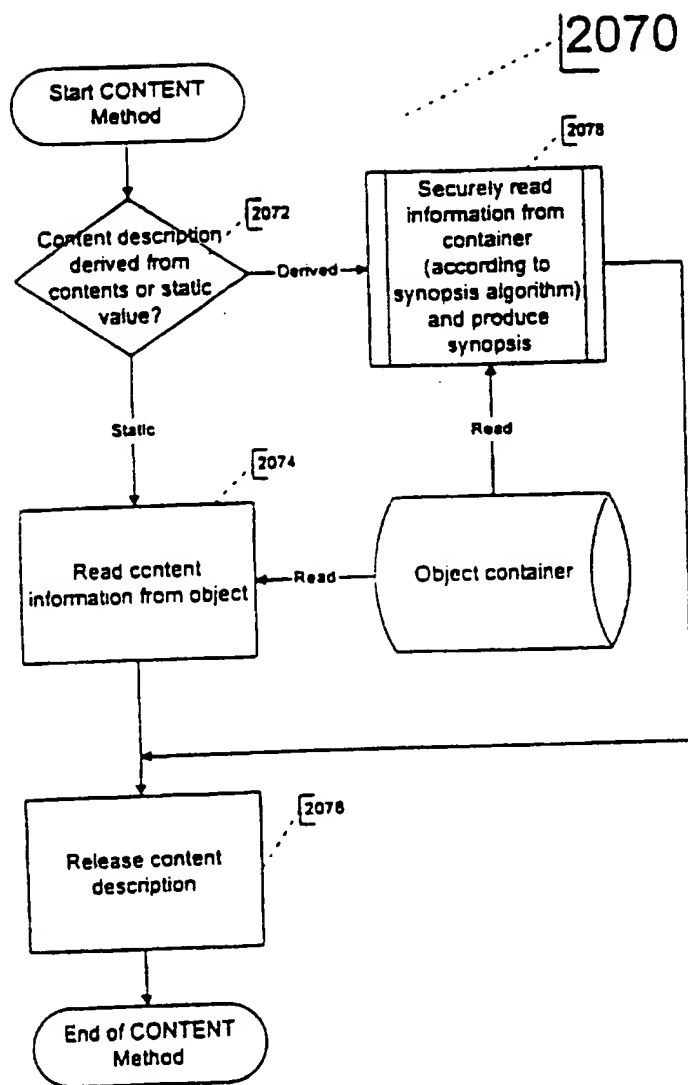 2070
Start CONTENT
Method
2078
2072
Securely read
information from
container
(according to
synopsis algorithm)
and produce
synopsis
Content description
derived from
contents or static
value?
Derived
Static
Read
2074
Read content
information from object
Read
Object container
2076
Release content
description
End of CONTENT
Method